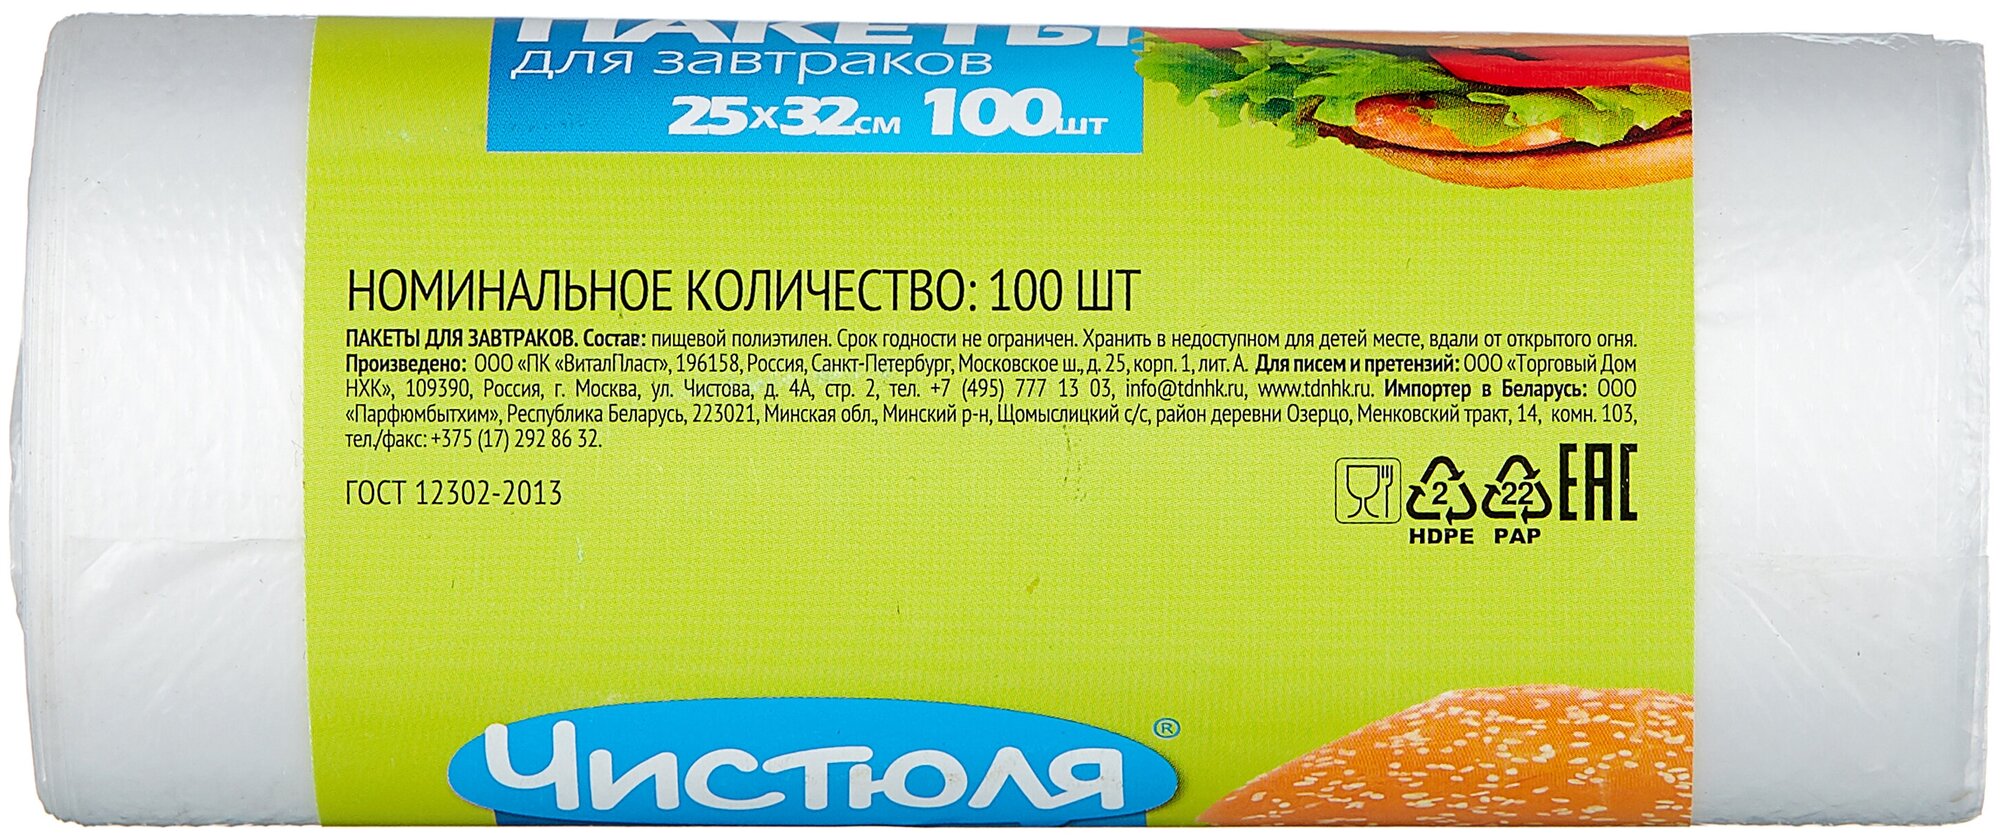 ПАКЕТЫ
для завтраков
25х32см 100шт
НОМИНАЛЬНОЕ КОЛИЧЕСТВО: 100 ШТ
ПАКЕТЫ ДЛЯ ЗАВТРАКОВ. Состав: пищевой полиэтилен. Срок годности не ограничен. Хранить в недоступном для детей месте, вдали от открытого огня.
Произведено: ООО «ПК «ВиталПласт», 196158, Россия, Санкт-Петербург, Московское ш., д. 25, корп. 1, лит. А. Для писем и претензий: ООО «Торговый Дом
НХК», 109390, Россия, г. Москва, ул. Чистова, д. 4А, стр. 2, тел. +7 (495) 777 13 03, info@tdnhk.ru, www.tdnhk.ru. Импортер в Беларусь: ООО
«Парфюмбытхим», Республика Беларусь, 223021, Минская обл., Минский р-н, Щомыслицкий с/с, район деревни Озерцо, Менковский тракт, 14, комн. 103,
тел./факс: +375 (17) 292 86 32.
ГОСТ 12302-2013
2 22 EAC
HDPE PAP
Чистюля ®